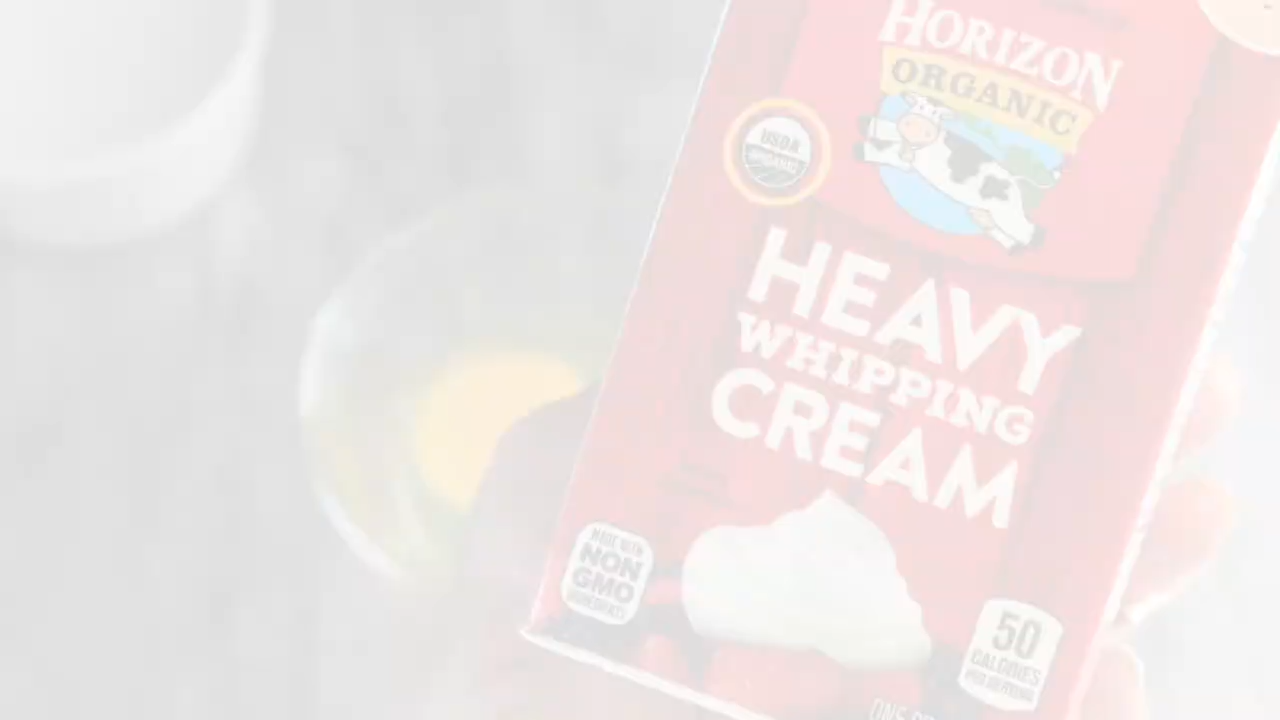 HORIZON
ORGANIC
USDA
ORGANIC
HEAVY
WHIPPING
CREAM
MADE WITH
NON
GMO
INGREDIENTS
50
CALORIES
PER SERVING